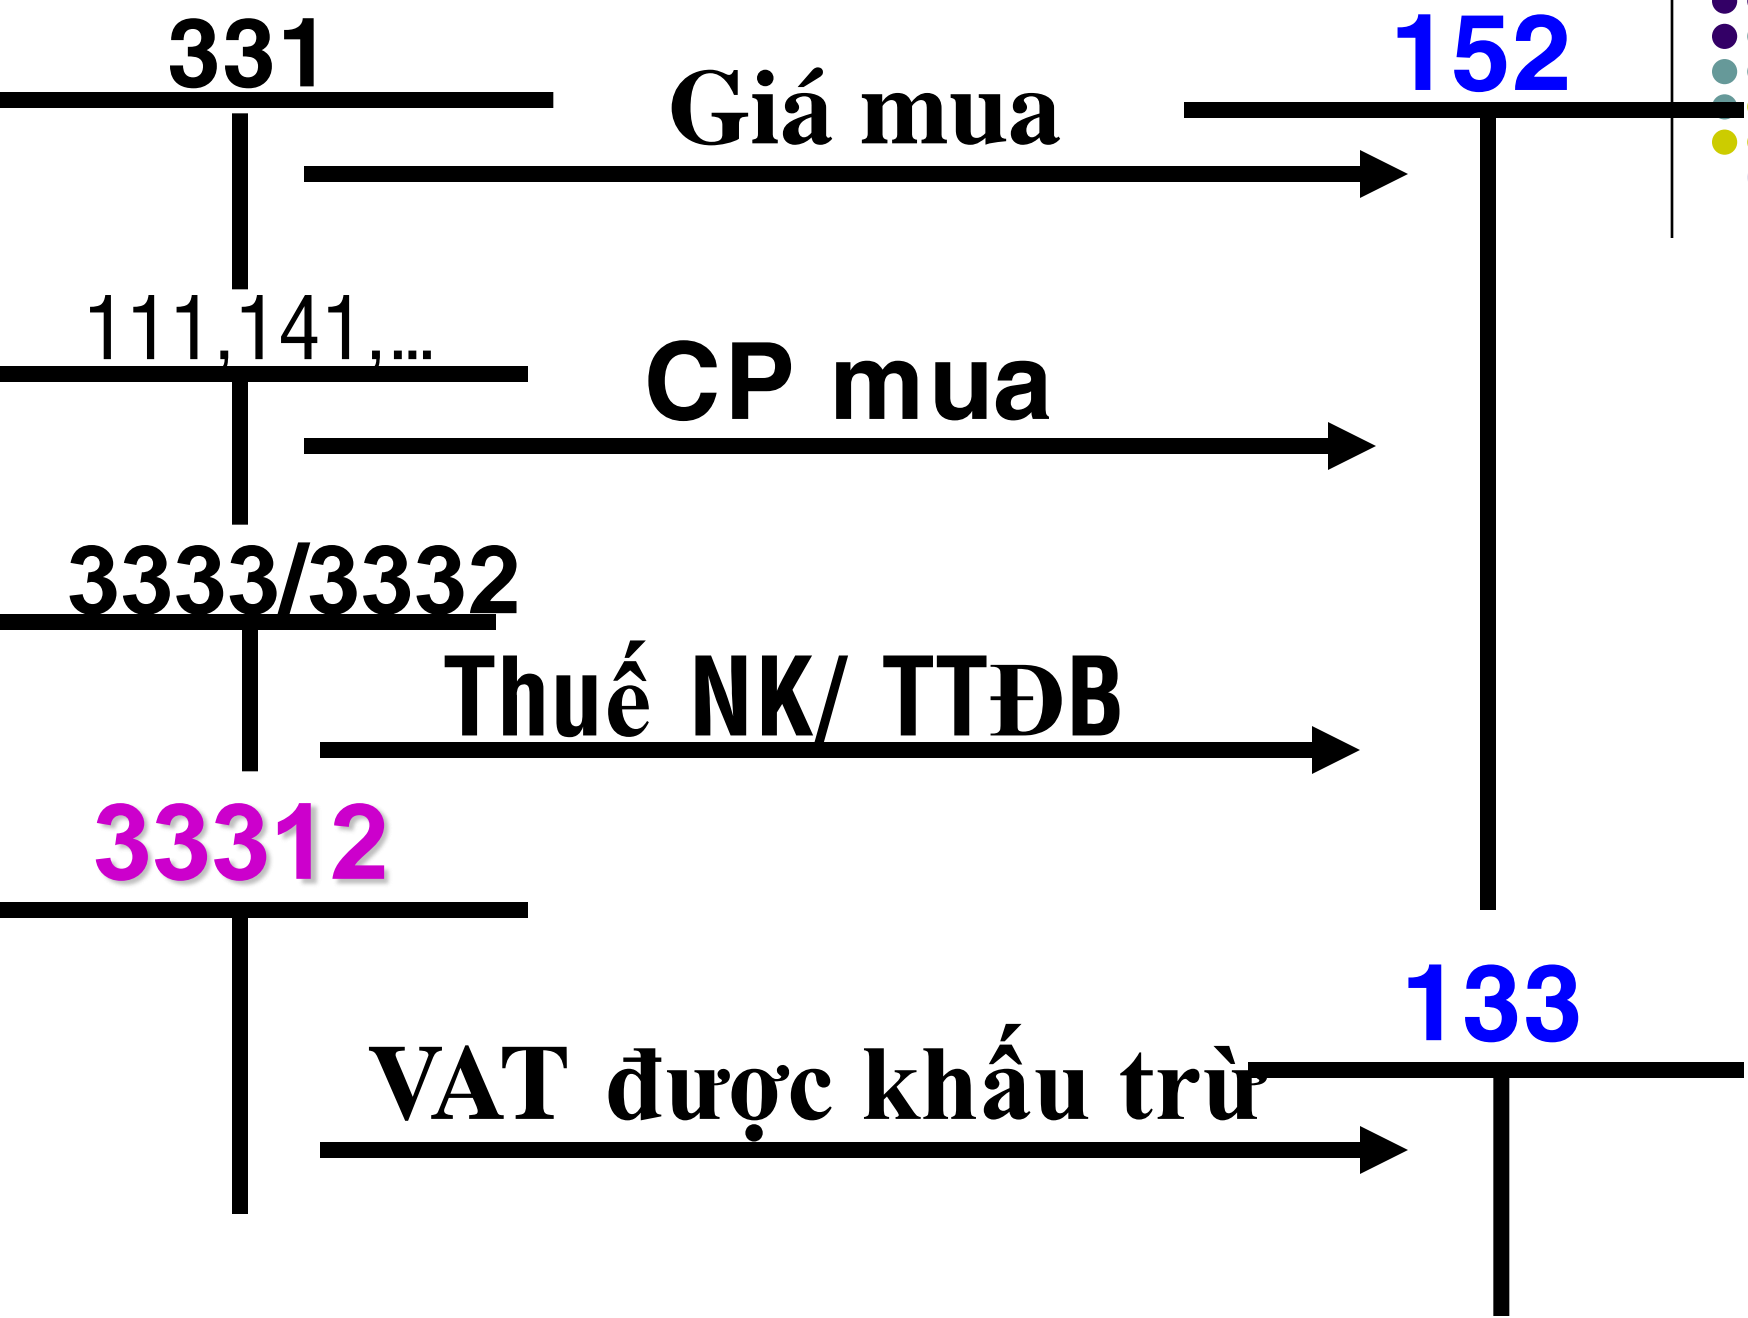 331
152
Giá mua
111,141,...
CP mua
3333/3332
Thuế NK/ TTĐB
33312
133
VAT được khấu trừ